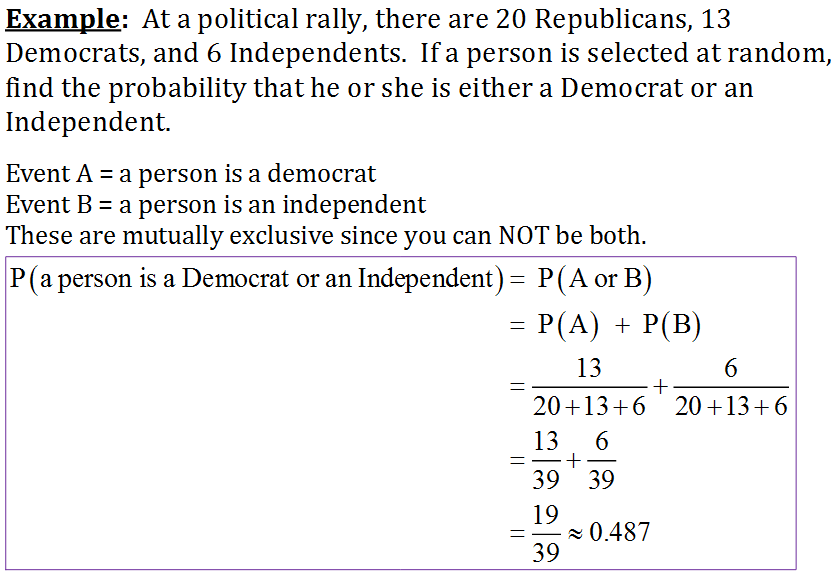 Example:  At a political rally, there are 20 Republicans, 13
Democrats, and 6 Independents.  If a person is selected at random,
find the probability that he or she is either a Democrat or an
Independent.
Event A = a person is a democrat
Event B = a person is an independent
These are mutually exclusive since you can NOT be both.
P(a person is a Democrat or an Independent) = P(A or B)
= P(A) + P(B)
= 13/(20+13+6) + 6/(20+13+6)
= 13/39 + 6/39
= 19/39 ≈ 0.487